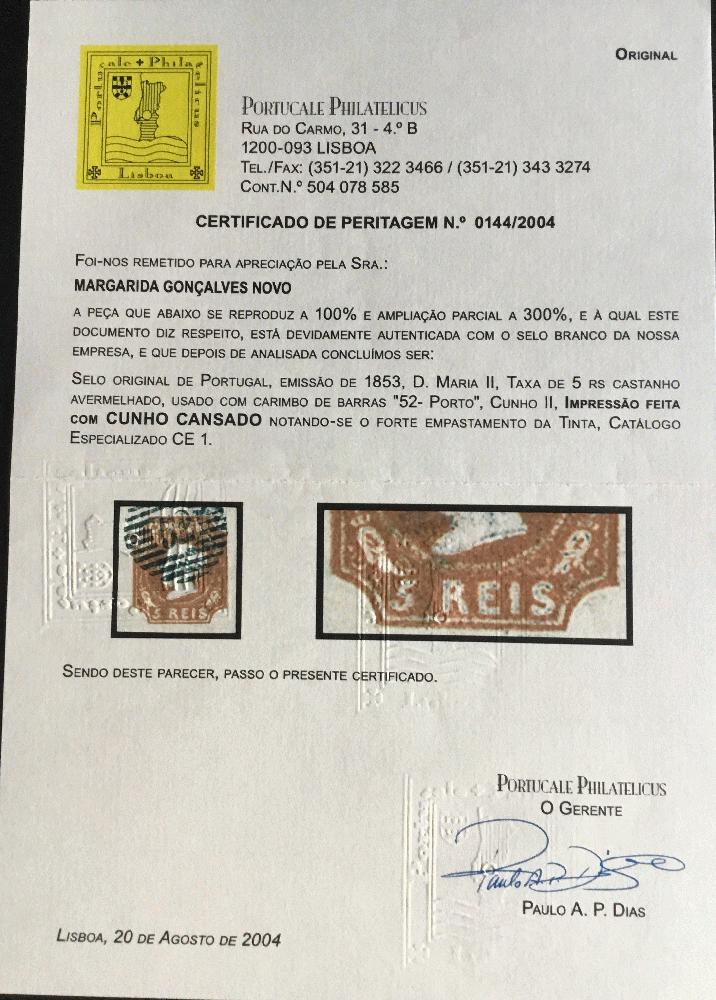 ORIGINAL
Portucale + Philatelicus
Lisboa
PORTUCALE PHILATELICUS
RUA DO CARMO, 31 - 4.º B
1200-093 LISBOA
TEL./FAX: (351-21) 322 3466 / (351-21) 343 3274
CONT.N.º 504 078 585
CERTIFICADO DE PERITAGEM N.º 0144/2004
FOI-NOS REMETIDO PARA APRECIAÇÃO PELA SRA.:
MARGARIDA GONÇALVES NOVO
A PEÇA QUE ABAIXO SE REPRODUZ A 100% E AMPLIAÇÃO PARCIAL A 300%, E À QUAL ESTE
DOCUMENTO DIZ RESPEITO, ESTÁ DEVIDAMENTE AUTENTICADA COM O SELO BRANCO DA NOSSA
EMPRESA, E QUE DEPOIS DE ANALISADA CONCLUÍMOS SER:
SELO ORIGINAL DE PORTUGAL, EMISSÃO DE 1853, D. MARIA II, TAXA DE 5 RS CASTANHO
AVERMELHADO, USADO COM CARIMBO DE BARRAS "52- PORTO", CUNHO II, IMPRESSÃO FEITA
COM CUNHO CANSADO NOTANDO-SE O FORTE EMPASTAMENTO DA TINTA, CATÁLOGO
ESPECIALIZADO CE 1.
5 REIS
5 REIS
SENDO DESTE PARECER, PASSO O PRESENTE CERTIFICADO.
PORTUCALE PHILATELICUS
O GERENTE
Paulo A. P. Dias
PAULO A. P. DIAS
LISBOA, 20 DE AGOSTO DE 2004